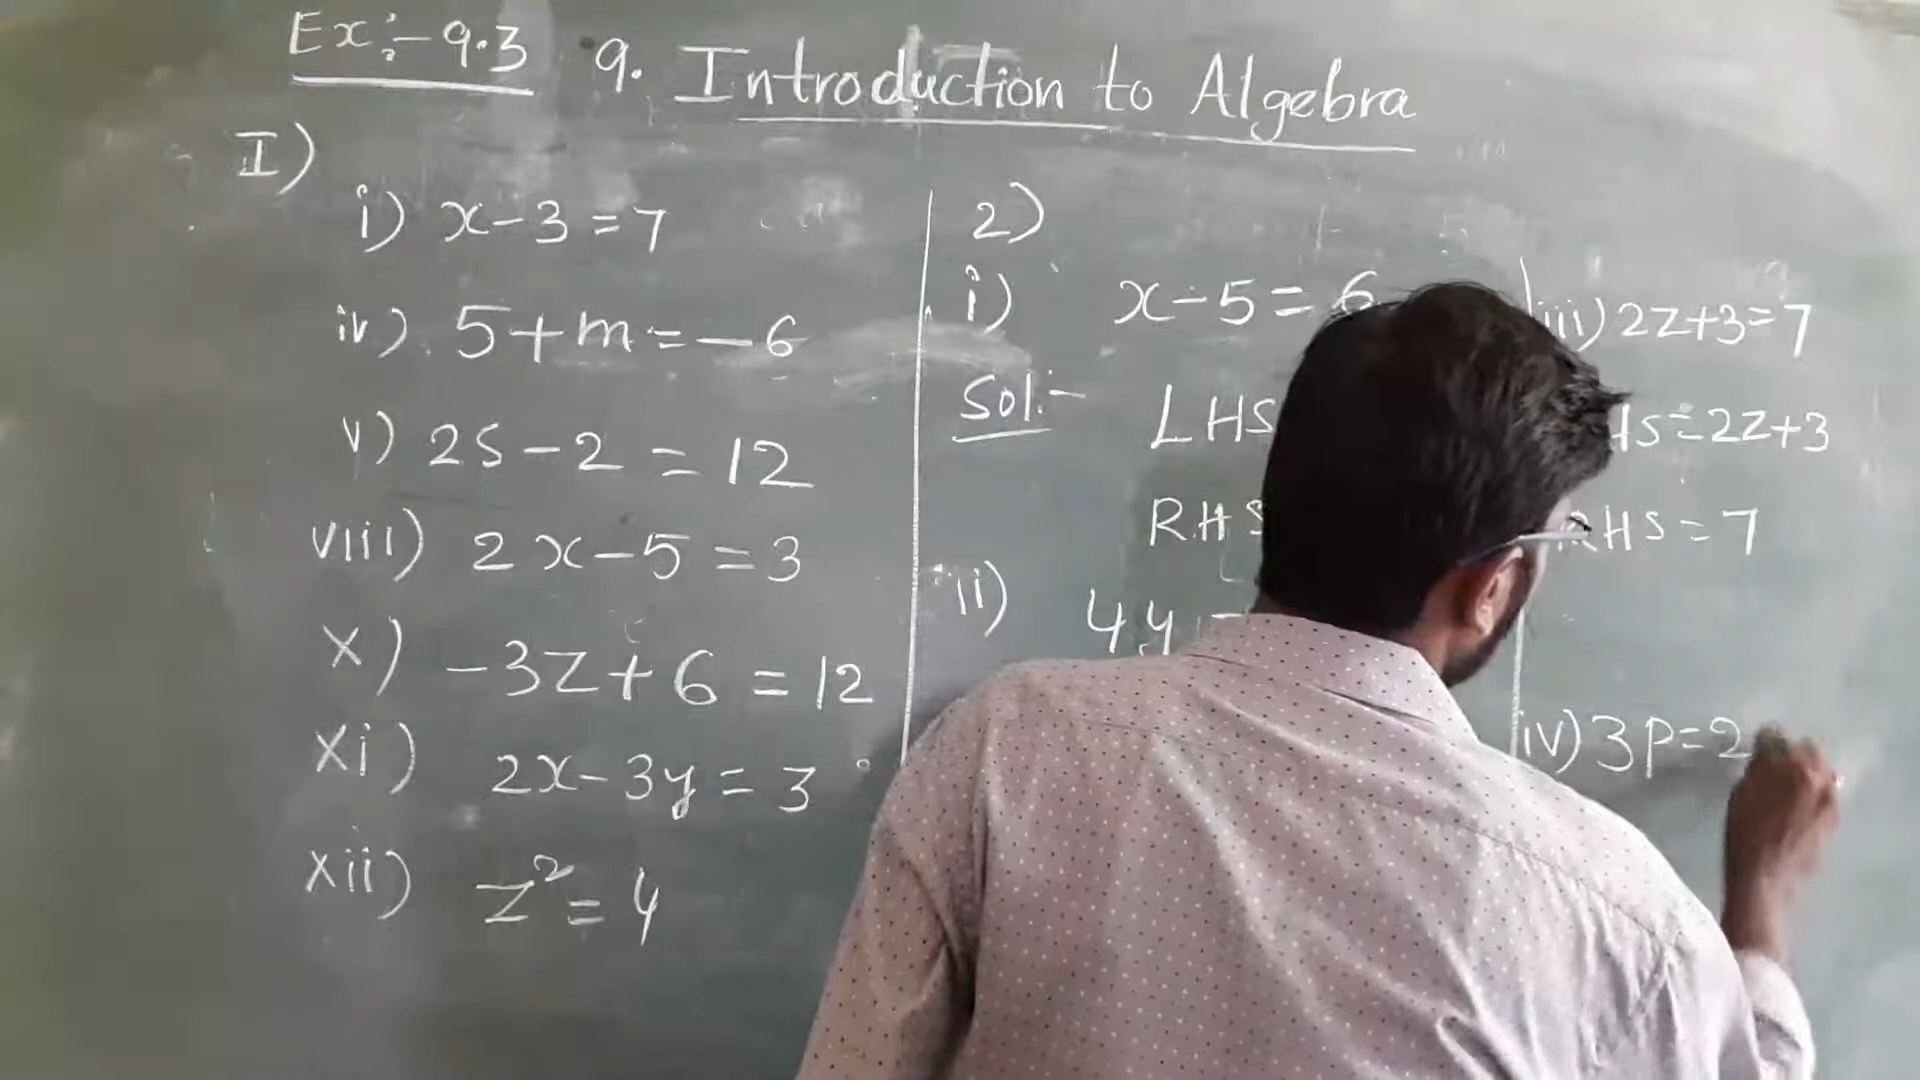 Ex:- 9.3 9. Introduction to Algebra
I)
i) x-3=7
iv) 5+m=-6
v) 2s-2=12
viii) 2x-5=3
x) -3z+6=12
xi) 2x-3y=3
xii) z²=4
2)
i) x-5=6
Sol:-
LHS
RHS
ii) 4y
iii) 2z+3=7
=2z+3
RHS=7
iv) 3p=2